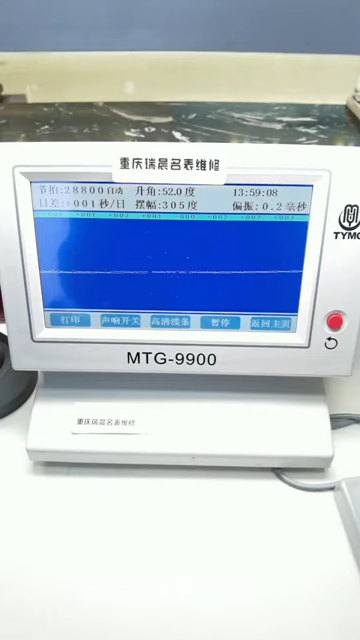 重庆瑞晨名表维修
节拍:28800自动 升角:52.0度 13:59:08
日差:+001秒/日 摆幅:305度 偏振:0.2毫秒
打印 声响开关 高清线条 暂停 返回主页
MTG-9900
重庆瑞晨名表维修